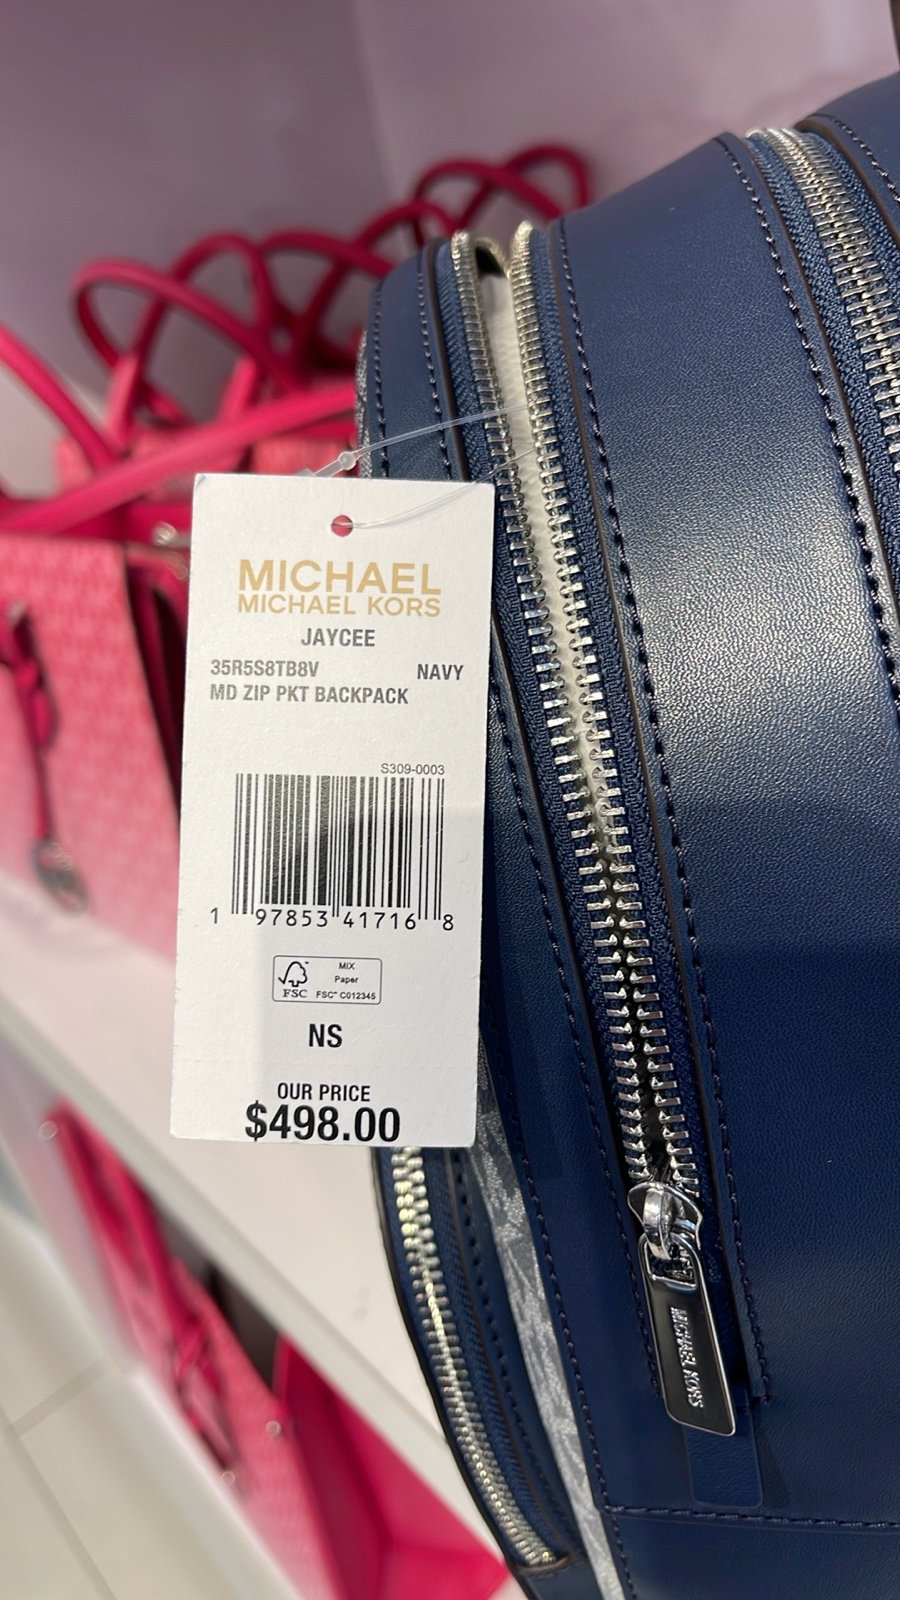 MICHAEL
MICHAEL KORS
JAYCEE
35R5S8TB8V NAVY
MD ZIP PKT BACKPACK
S309-0003
1 97853 41716 8
FSC
MIX
Paper
FSC™ C012345
NS
OUR PRICE
$498.00
MICHAEL KORS